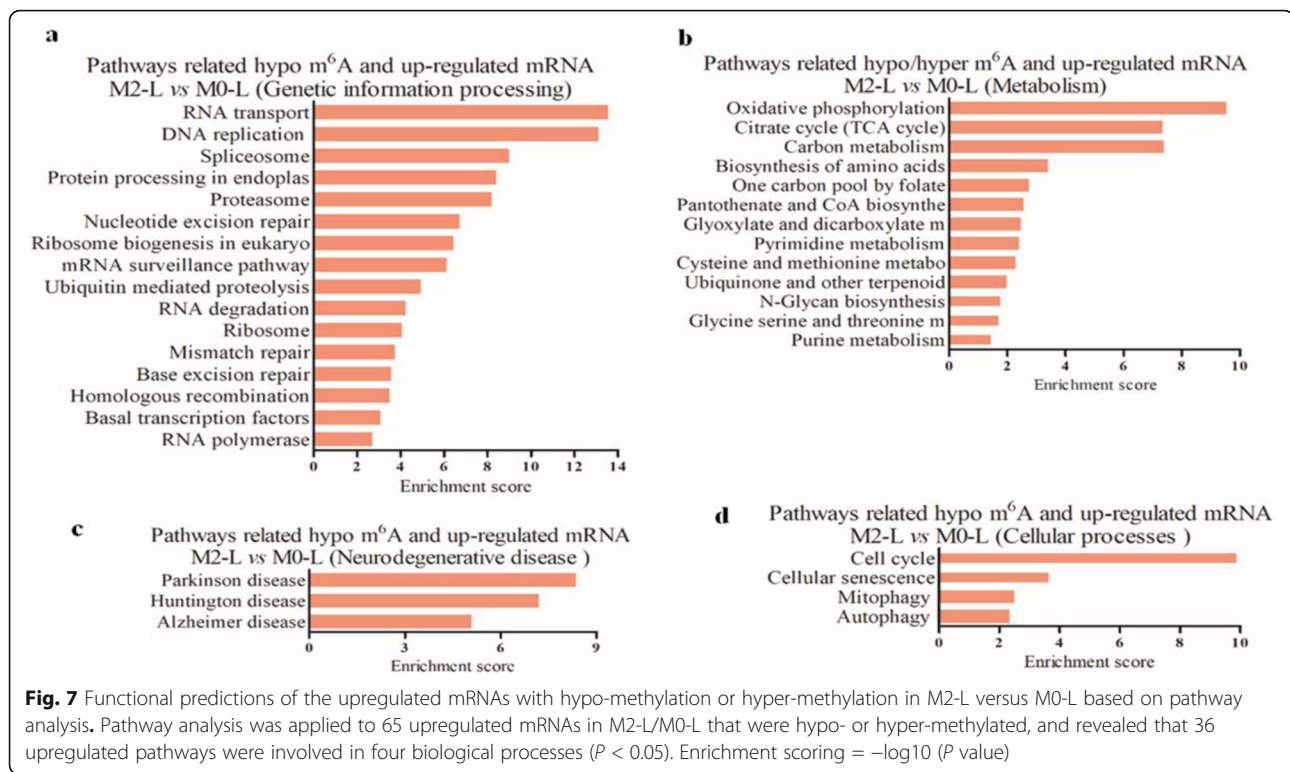 a
Pathways related hypo m⁶A and up-regulated mRNA
M2-L vs M0-L (Genetic information processing)
RNA transport
DNA replication
Spliceosome
Protein processing in endoplas
Proteasome
Nucleotide excision repair
Ribosome biogenesis in eukaryo
mRNA surveillance pathway
Ubiquitin mediated proteolysis
RNA degradation
Ribosome
Mismatch repair
Base excision repair
Homologous recombination
Basal transcription factors
RNA polymerase
0 2 4 6 8 10 12 14
Enrichment score
b
Pathways related hypo/hyper m⁶A and up-regulated mRNA
M2-L vs M0-L (Metabolism)
Oxidative phosphorylation
Citrate cycle (TCA cycle)
Carbon metabolism
Biosynthesis of amino acids
One carbon pool by folate
Pantothenate and CoA biosynthe
Glyoxylate and dicarboxylate m
Pyrimidine metabolism
Cysteine and methionine metabo
Ubiquinone and other terpenoid
N-Glycan biosynthesis
Glycine serine and threonine m
Purine metabolism
0 2 4 6 8 10
Enrichment score
c
Pathways related hypo m⁶A and up-regulated mRNA
M2-L vs M0-L (Neurodegenerative disease )
Parkinson disease
Huntington disease
Alzheimer disease
0 3 6 9
Enrichment score
d
Pathways related hypo m⁶A and up-regulated mRNA
M2-L vs M0-L (Cellular processes )
Cell cycle
Cellular senescence
Mitophagy
Autophagy
0 2 4 6 8 10
Enrichment score
Fig. 7 Functional predictions of the upregulated mRNAs with hypo-methylation or hyper-methylation in M2-L versus M0-L based on pathway
analysis. Pathway analysis was applied to 65 upregulated mRNAs in M2-L/M0-L that were hypo- or hyper-methylated, and revealed that 36
upregulated pathways were involved in four biological processes (P < 0.05). Enrichment scoring = −log10 (P value)